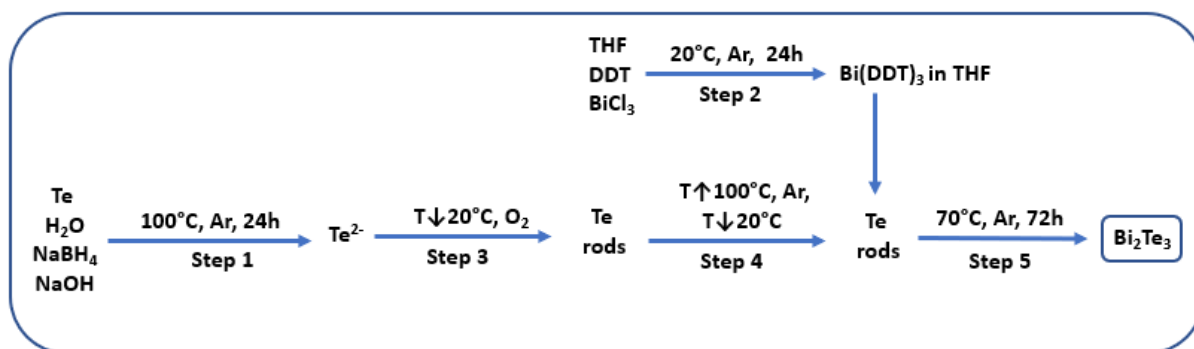 THF
DDT
BiCl₃
20°C, Ar, 24h
Step 2
Bi(DDT)₃ in THF
Te
H₂O
NaBH₄
NaOH
100°C, Ar, 24h
Step 1
Te²⁻
T↓20°C, O₂
Step 3
Te
rods
T↑100°C, Ar,
T↓20°C
Step 4
Te
rods
70°C, Ar, 72h
Step 5
Bi₂Te₃